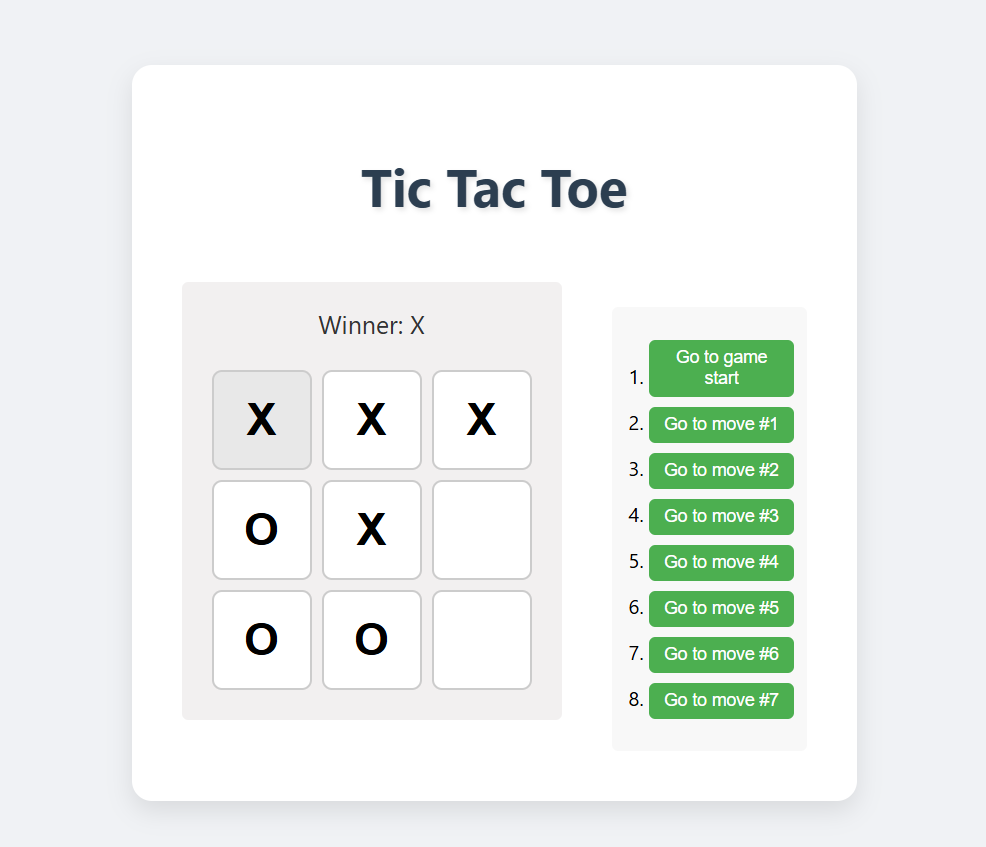 Tic Tac Toe
Winner: X
X X X
O X
O O
1. Go to game
start
2. Go to move #1
3. Go to move #2
4. Go to move #3
5. Go to move #4
6. Go to move #5
7. Go to move #6
8. Go to move #7